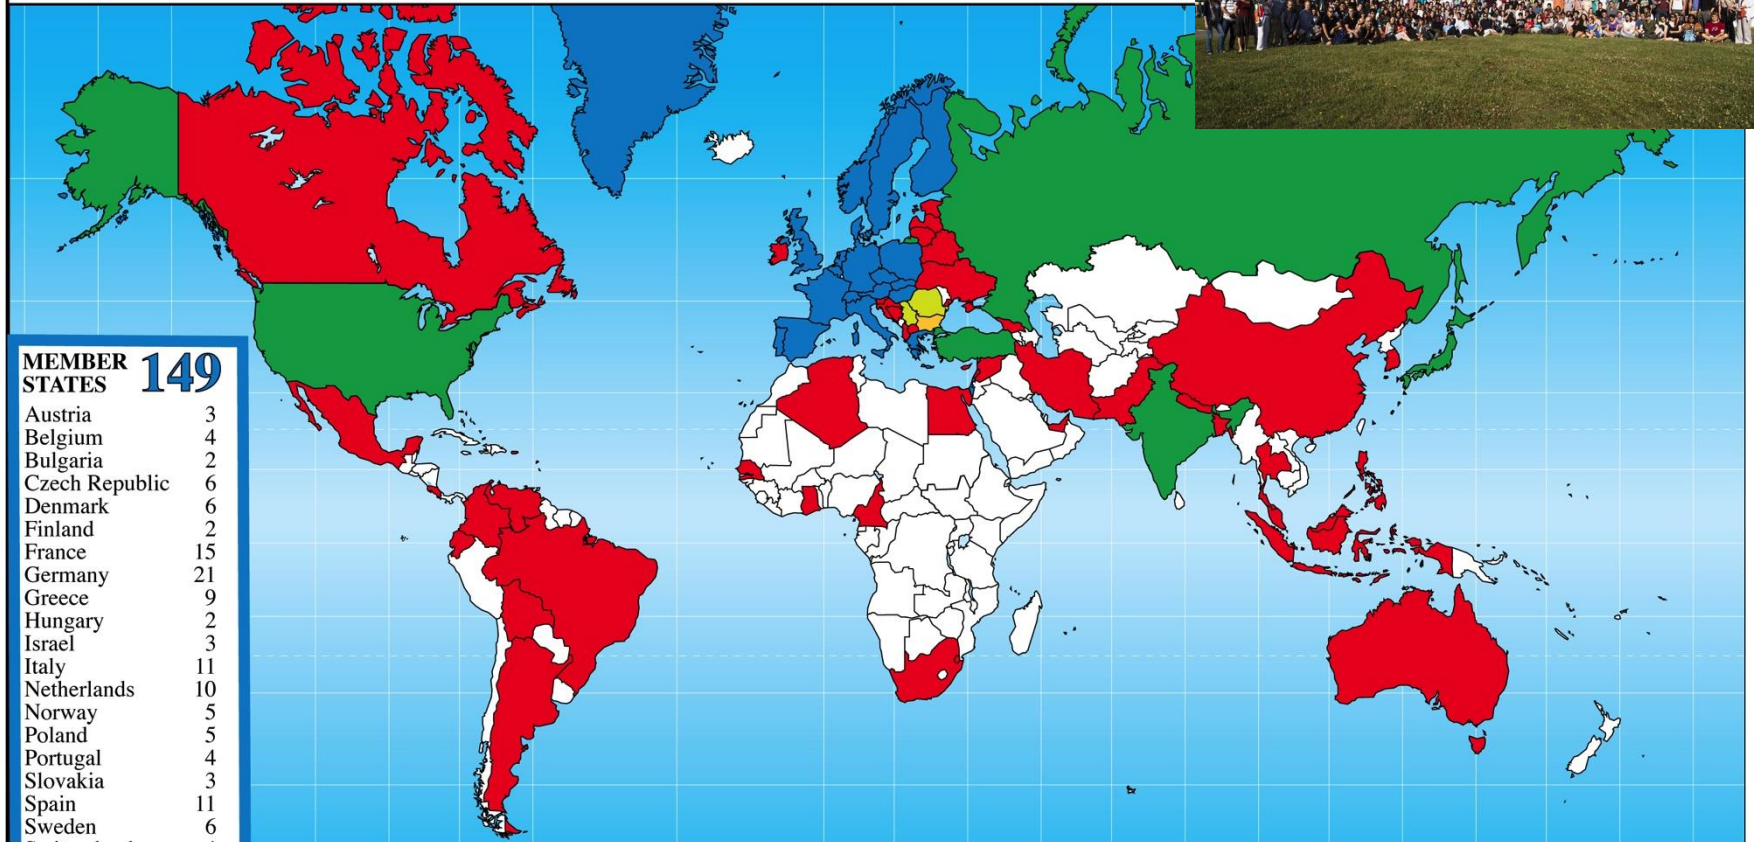 MEMBER STATES 149
Austria 3
Belgium 4
Bulgaria 2
Czech Republic 6
Denmark 6
Finland 2
France 15
Germany 21
Greece 9
Hungary 2
Israel 3
Italy 11
Netherlands 10
Norway 5
Poland 5
Portugal 4
Slovakia 3
Spain 11
Sweden 6